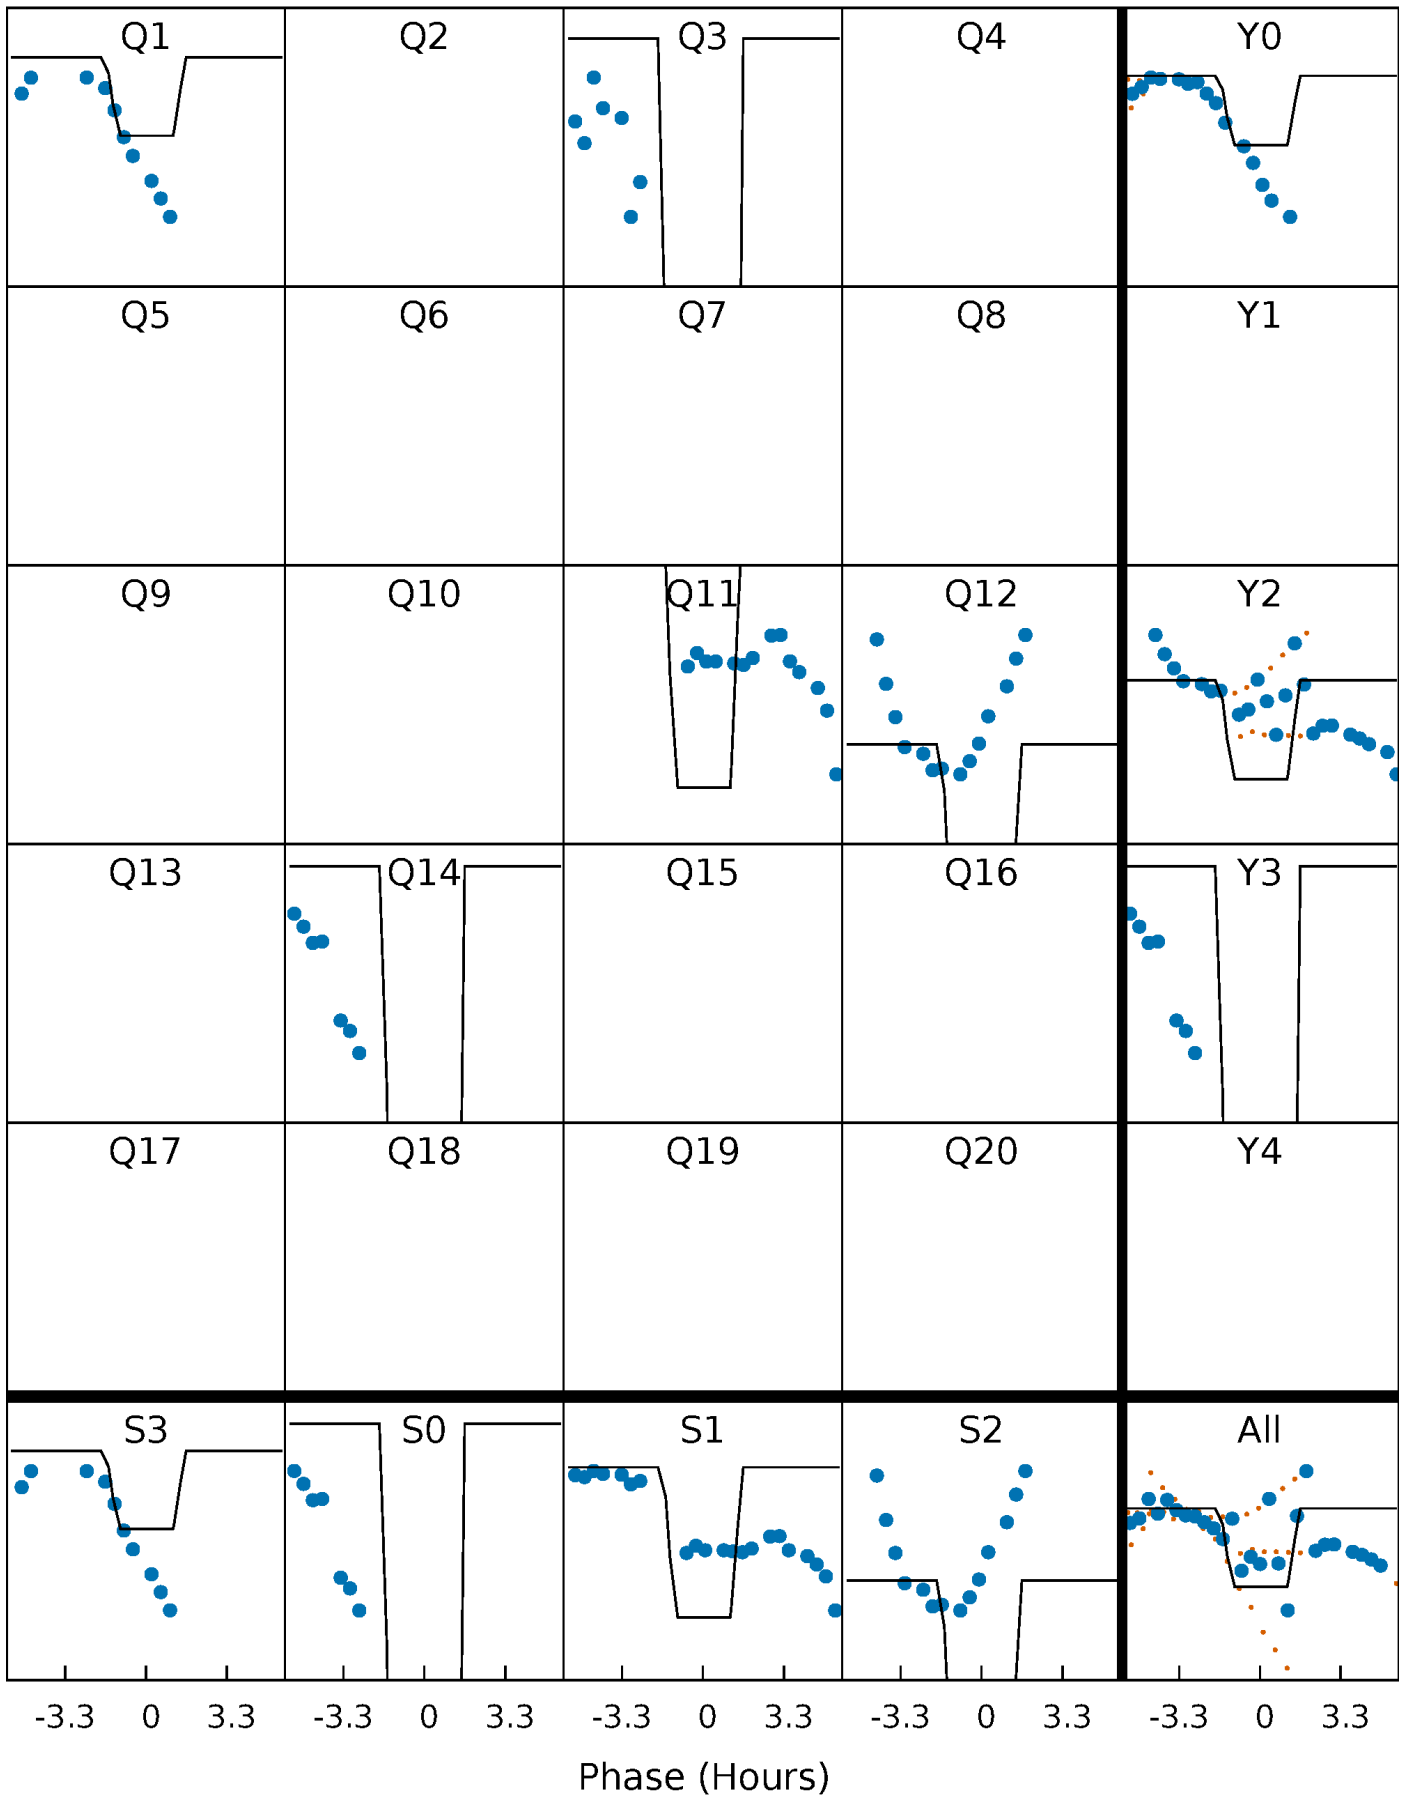 Q1 Q2 Q3 Q4 Y0
Q5 Q6 Q7 Q8 Y1
Q9 Q10 Q11 Q12 Y2
Q13 Q14 Q15 Q16 Y3
Q17 Q18 Q19 Q20 Y4
S3 S0 S1 S2 All
-3.3 0 3.3 -3.3 0 3.3 -3.3 0 3.3 -3.3 0 3.3 -3.3 0 3.3
Phase (Hours)